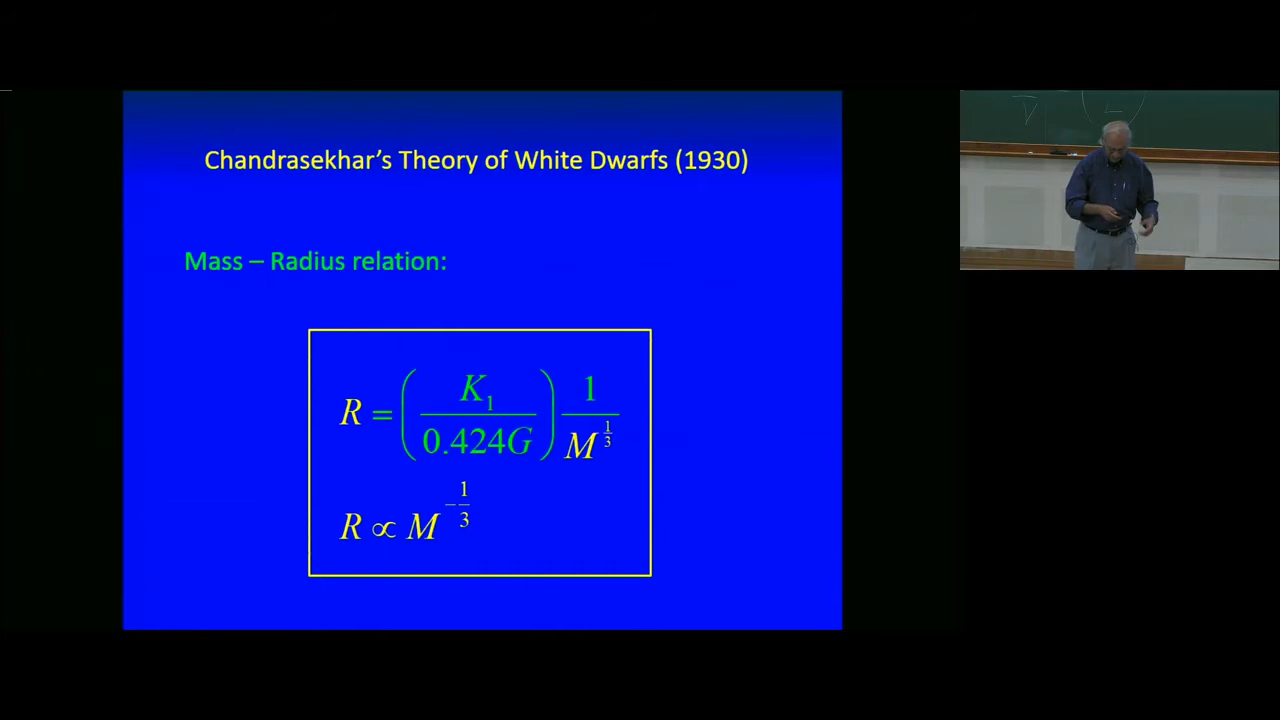 Chandrasekhar's Theory of White Dwarfs (1930)
Mass – Radius relation:
R = (K₁ / 0.424G) 1 / M^(1/3)
R ∝ M^(-1/3)